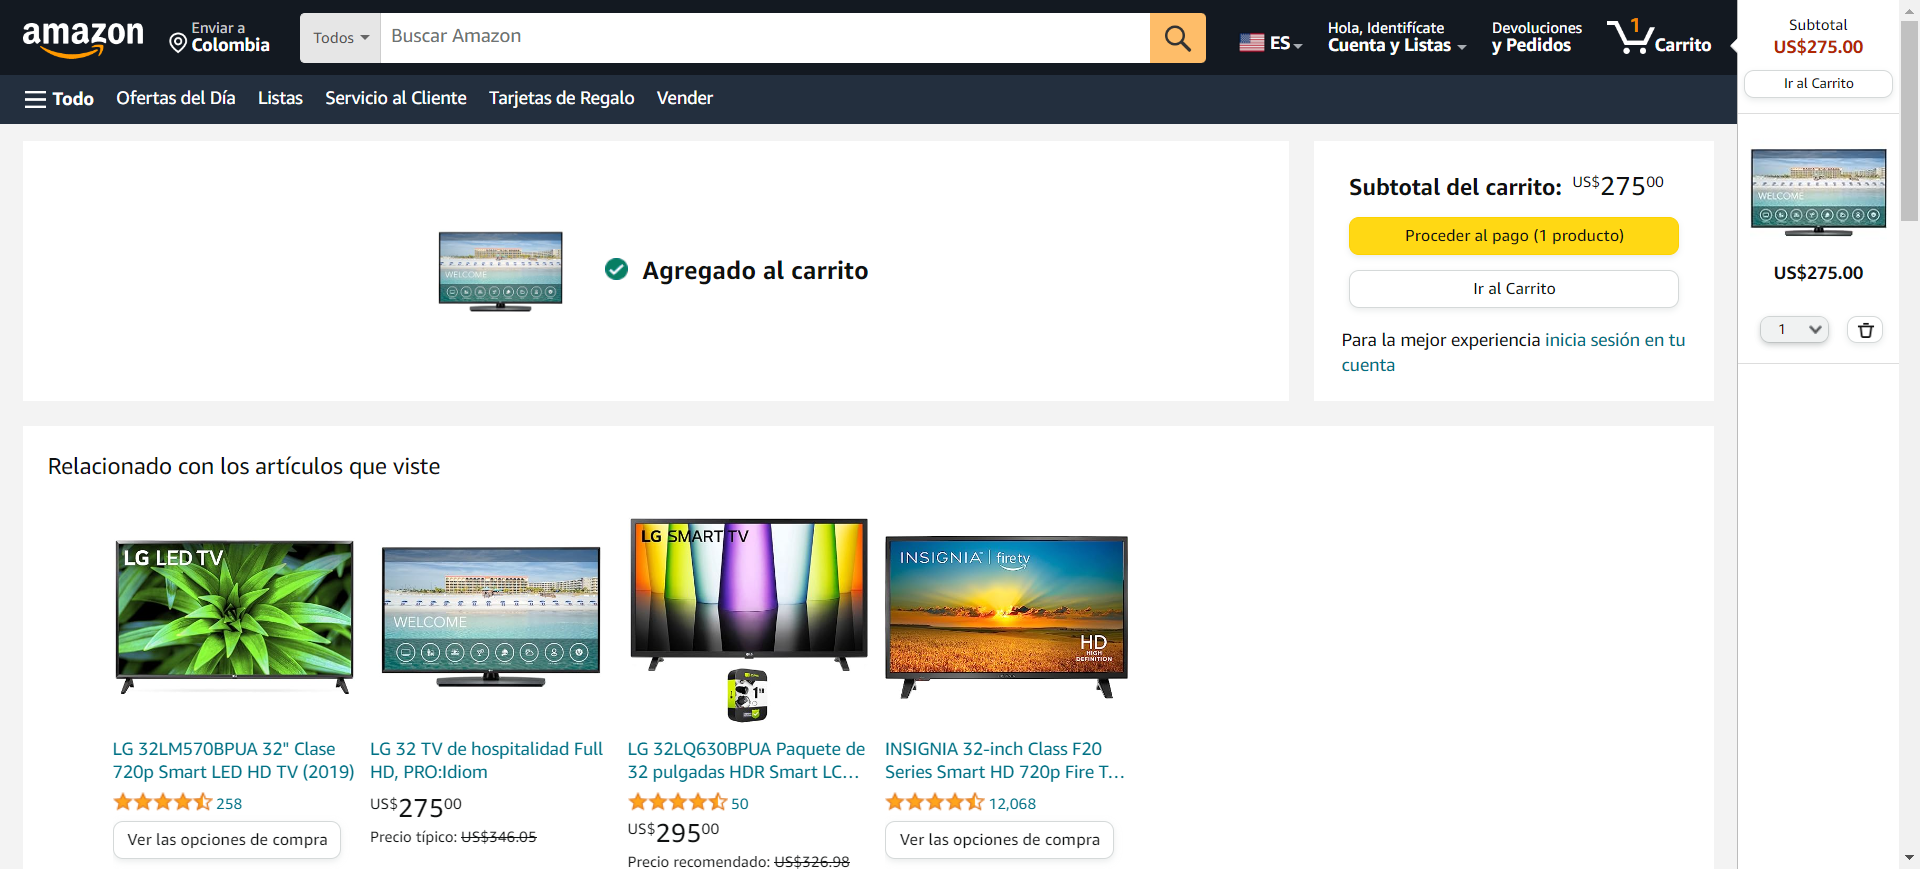 amazon
Enviar a
Colombia
Todos
Buscar Amazon
ES
Hola, Identifícate
Cuenta y Listas
Devoluciones
y Pedidos
1
Carrito
Todo
Ofertas del Día
Listas
Servicio al Cliente
Tarjetas de Regalo
Vender
Subtotal
US$275.00
Ir al Carrito
WELCOME
US$275.00
1
WELCOME
Agregado al carrito
Subtotal del carrito: US$27500
Proceder al pago (1 producto)
Ir al Carrito
Para la mejor experiencia inicia sesión en tu
cuenta
Relacionado con los artículos que viste
LG LED TV
LG 32LM570BPUA 32" Clase
720p Smart LED HD TV (2019)
258
Ver las opciones de compra
WELCOME
LG 32 TV de hospitalidad Full
HD, PRO:Idiom
US$27500
Precio típico: US$346.05
LG SMART TV
LG 32LQ630BPUA Paquete de
32 pulgadas HDR Smart LC...
50
US$29500
Precio recomendado: US$326.98
INSIGNIA firetv
HD
HIGH
DEFINITION
INSIGNIA 32-inch Class F20
Series Smart HD 720p Fire T...
12,068
Ver las opciones de compra